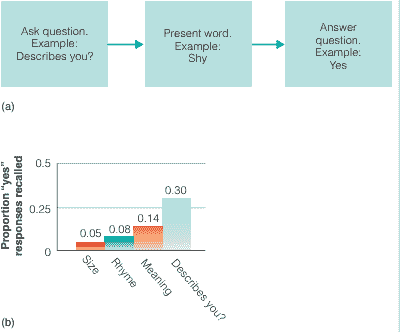 Ask question.
Example:
Describes you?
Present word.
Example:
Shy
Answer
question.
Example:
Yes
(a)
Proportion "yes"
responses recalled
0.5
0.25
0
0.05
0.08
0.14
0.30
Size
Rhyme
Meaning
Describes you?
(b)